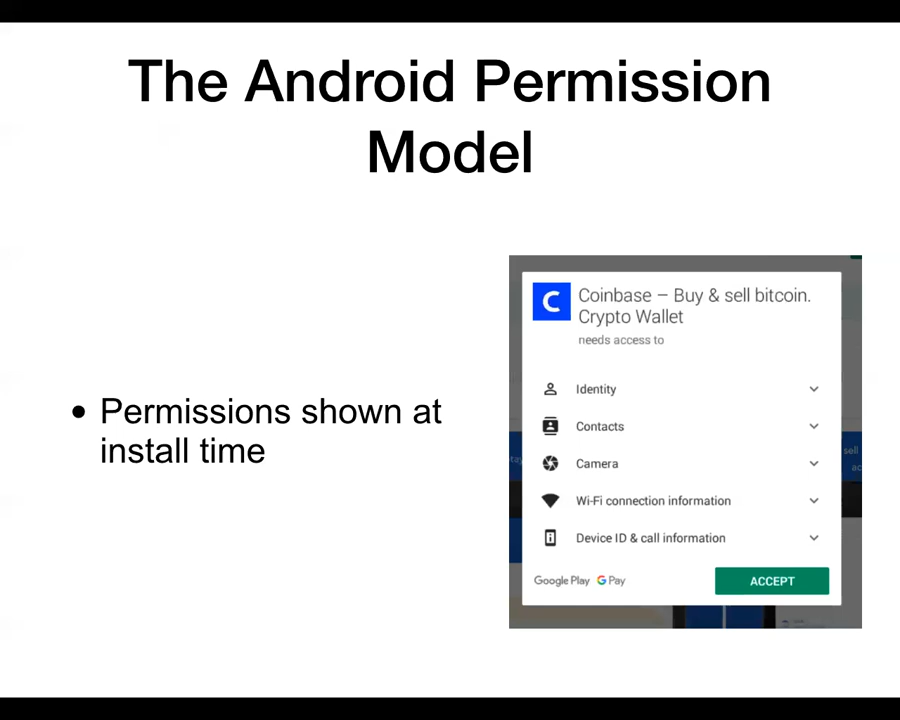 The Android Permission
Model
• Permissions shown at
install time
C
Coinbase – Buy & sell bitcoin.
Crypto Wallet
needs access to
Identity
Contacts
Camera
Wi-Fi connection information
Device ID & call information
Google Play G Pay
ACCEPT
sell